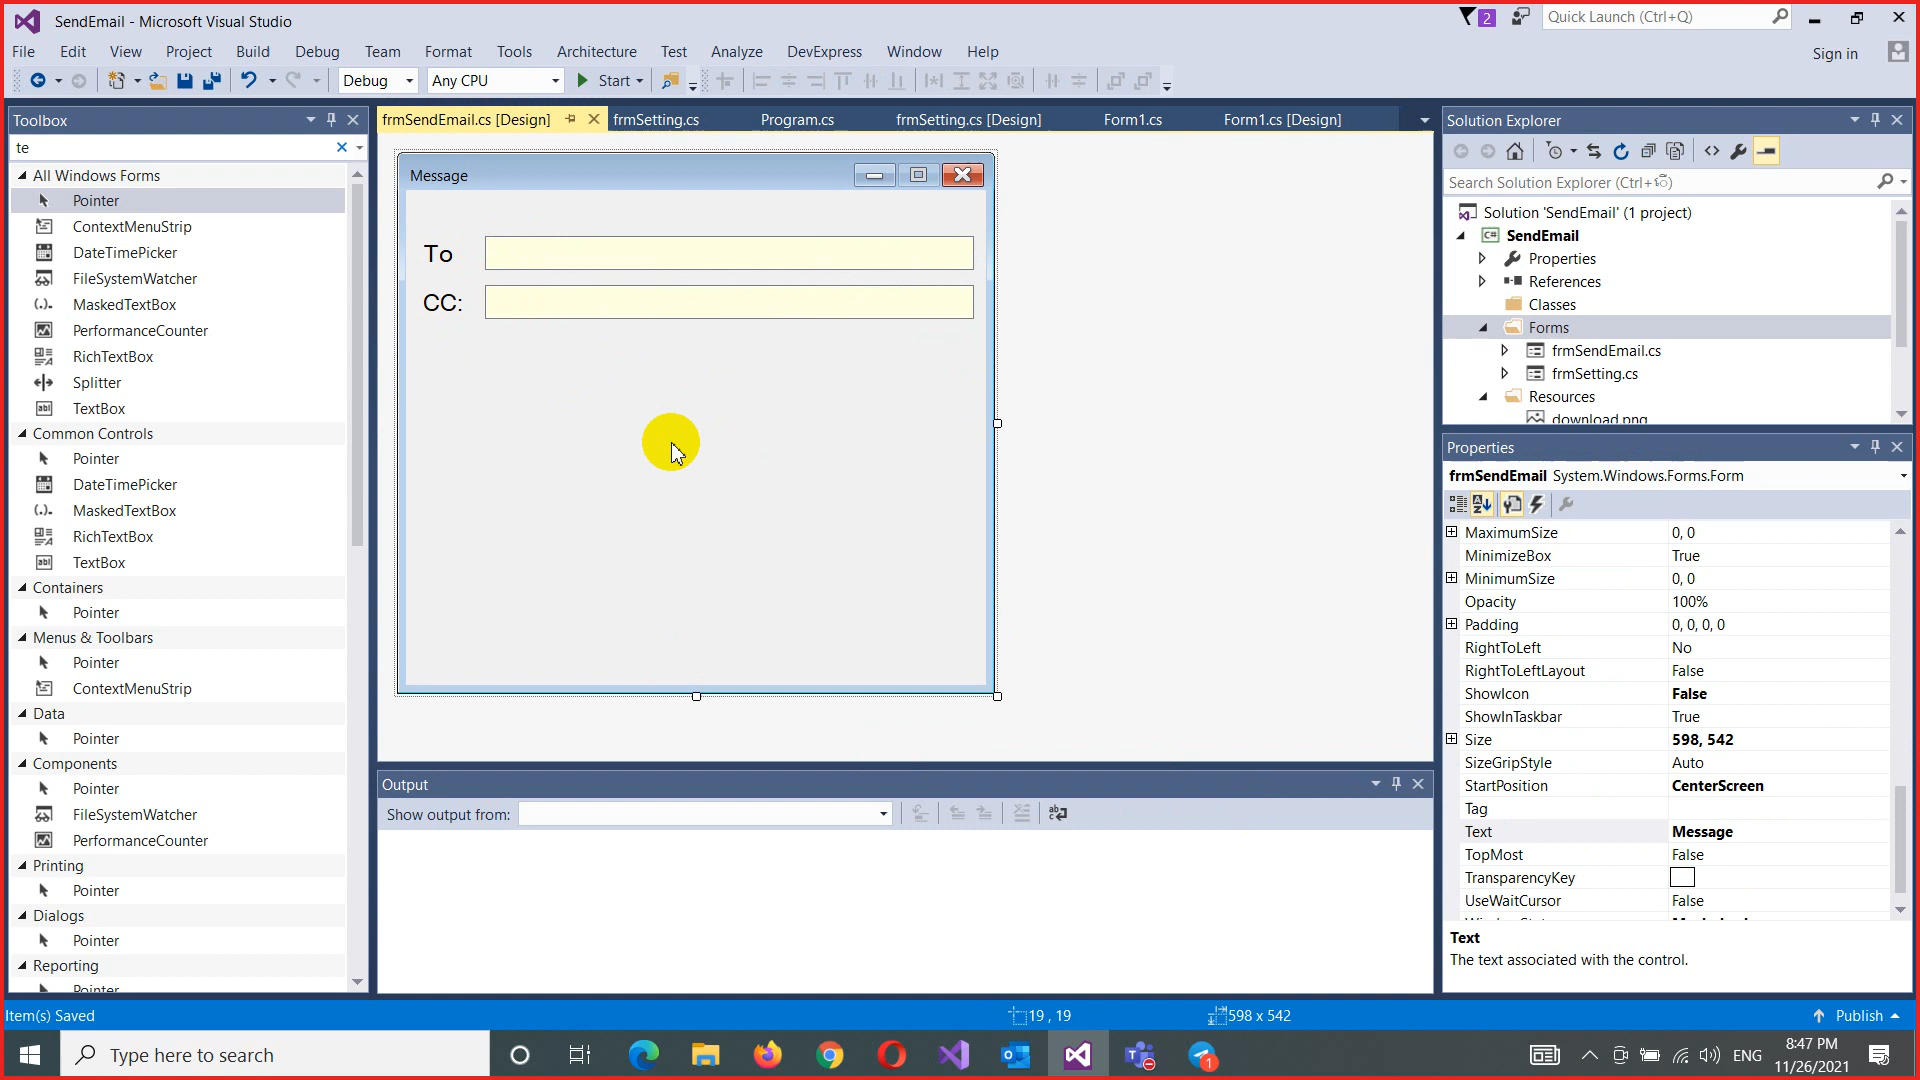 SendEmail - Microsoft Visual Studio
2
Quick Launch (Ctrl+Q)
File Edit View Project Build Debug Team Format Tools Architecture Test Analyze DevExpress Window Help
Sign in
Debug Any CPU Start
Toolbox
te
All Windows Forms
Pointer
ContextMenuStrip
DateTimePicker
FileSystemWatcher
MaskedTextBox
PerformanceCounter
RichTextBox
Splitter
TextBox
Common Controls
Pointer
DateTimePicker
MaskedTextBox
RichTextBox
TextBox
Containers
Pointer
Menus & Toolbars
Pointer
ContextMenuStrip
Data
Pointer
Components
Pointer
FileSystemWatcher
PerformanceCounter
Printing
Pointer
Dialogs
Pointer
Reporting
Pointer
frmSendEmail.cs [Design] frmSetting.cs Program.cs frmSetting.cs [Design] Form1.cs Form1.cs [Design]
Message
To
CC:
Output
Show output from:
Solution Explorer
Search Solution Explorer (Ctrl+
Solution 'SendEmail' (1 project)
C# SendEmail
Properties
References
Classes
Forms
frmSendEmail.cs
frmSetting.cs
Resources
download.png
Properties
frmSendEmail System.Windows.Forms.Form
MaximumSize 0, 0
MinimizeBox True
MinimumSize 0, 0
Opacity 100%
Padding 0, 0, 0, 0
RightToLeft No
RightToLeftLayout False
ShowIcon False
ShowInTaskbar True
Size 598, 542
SizeGripStyle Auto
StartPosition CenterScreen
Tag
Text Message
TopMost False
TransparencyKey
UseWaitCursor False
Text
The text associated with the control.
Item(s) Saved
19 , 19
598 x 542
Publish
Type here to search
1
ENG
8:47 PM
11/26/2021